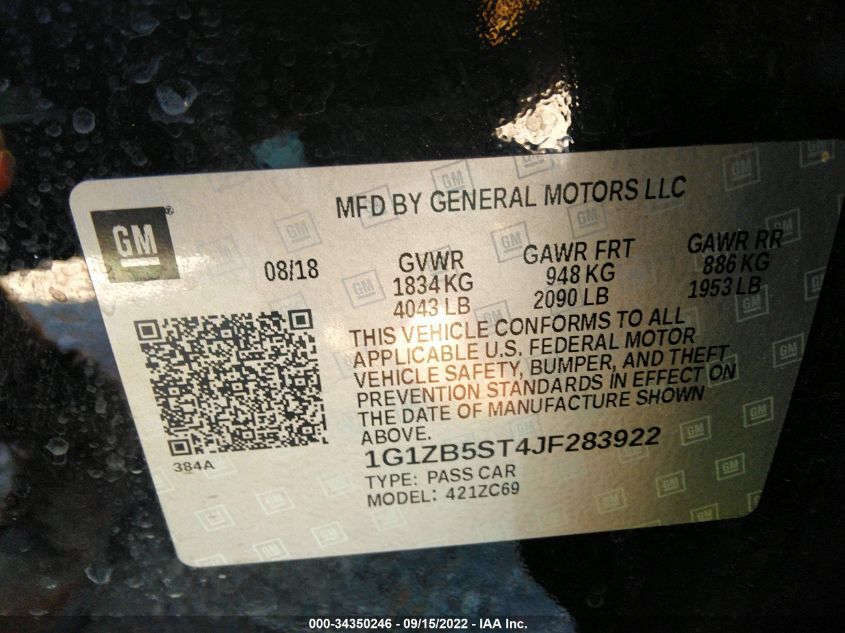 MFD BY GENERAL MOTORS LLC
GM®
08/18
GVWR
1834 KG
4043 LB
GAWR FRT
948 KG
2090 LB
GAWR RR
886 KG
1953 LB
THIS VEHICLE CONFORMS TO ALL
APPLICABLE U.S. FEDERAL MOTOR
VEHICLE SAFETY, BUMPER, AND THEFT
PREVENTION STANDARDS IN EFFECT ON
THE DATE OF MANUFACTURE SHOWN
ABOVE.
384A
1G1ZB5ST4JF283922
TYPE: PASS CAR
MODEL: 421ZC69
000-34350246 - 09/15/2022 - IAA Inc.